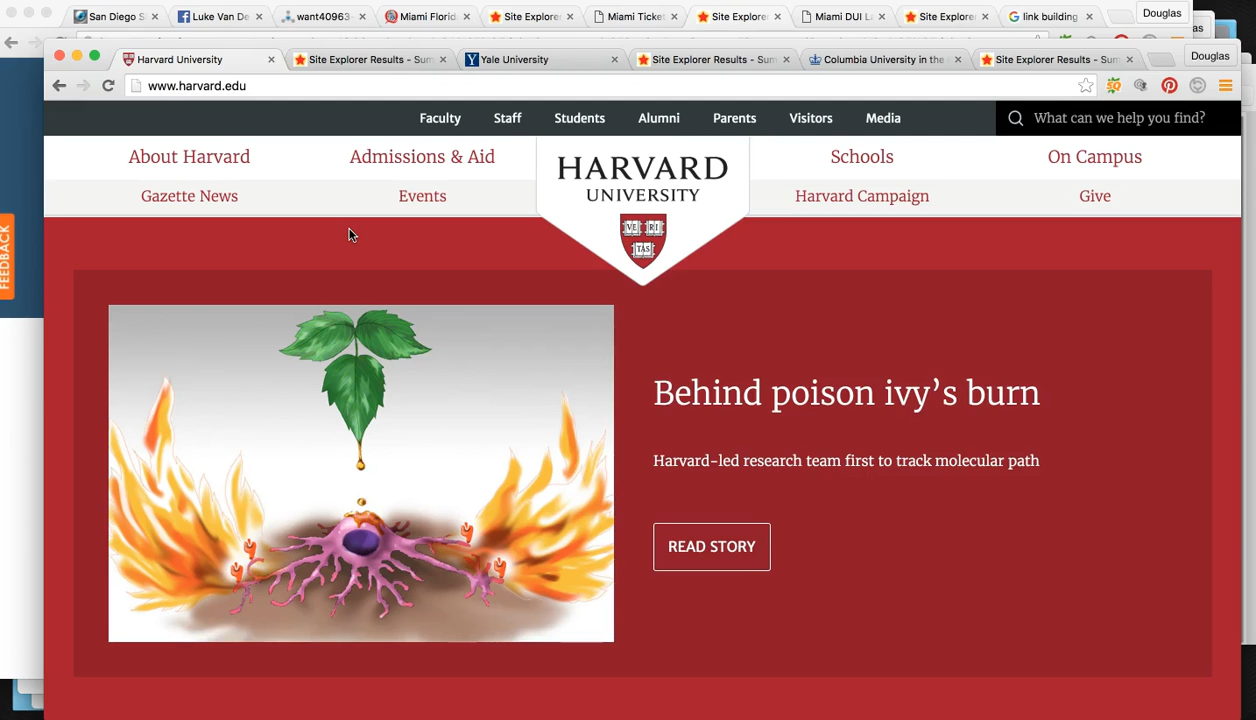 San Diego S
Luke Van De
want40963-
Miami Florid
Site Explorer
Miami Ticke
Site Explore
Miami DUI L
Site Explore
link building
Douglas
Harvard University
Site Explorer Results - Sum
Yale University
Site Explorer Results - Sum
Columbia University in the
Site Explorer Results - Sum
Douglas
www.harvard.edu
Faculty
Staff
Students
Alumni
Parents
Visitors
Media
What can we help you find?
About Harvard
Admissions & Aid
HARVARD
UNIVERSITY
VE RI
TAS
Schools
On Campus
Gazette News
Events
Harvard Campaign
Give
FEEDBACK
Behind poison ivy's burn
Harvard-led research team first to track molecular path
READ STORY